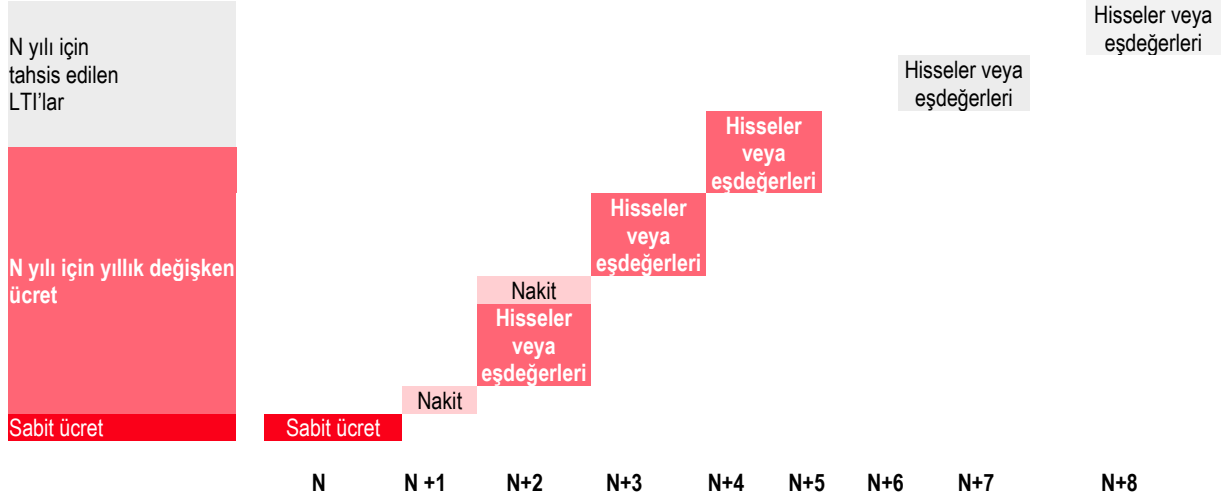 Hisseler veya
eşdeğerleri
N yılı için
tahsis edilen
LTI’lar
Hisseler veya
eşdeğerleri
Hisseler
veya
eşdeğerleri
Hisseler
veya
eşdeğerleri
N yılı için yıllık değişken
ücret
Nakit
Hisseler
veya
eşdeğerleri
Nakit
Sabit ücret
Sabit ücret
N N +1 N+2 N+3 N+4 N+5 N+6 N+7 N+8